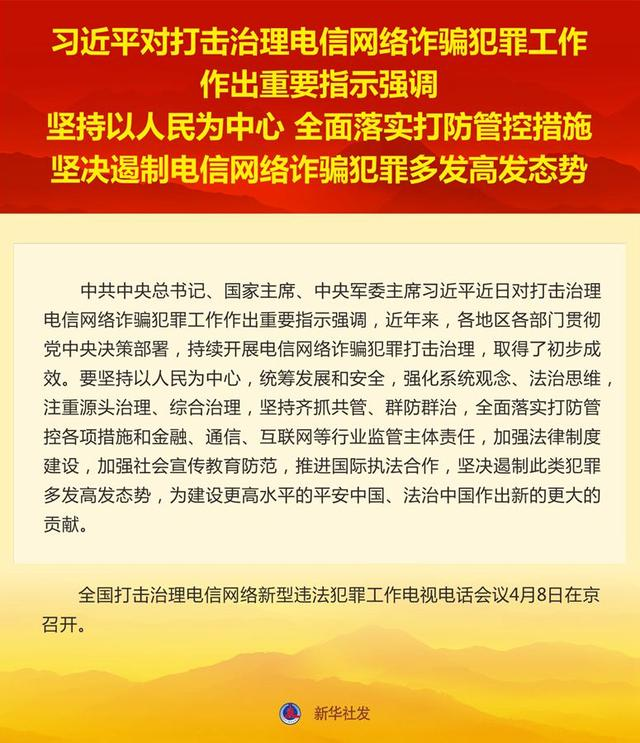 习近平对打击治理电信网络诈骗犯罪工作
作出重要指示强调
坚持以人民为中心 全面落实打防管控措施
坚决遏制电信网络诈骗犯罪多发高发态势
中共中央总书记、国家主席、中央军委主席习近平近日对打击治理
电信网络诈骗犯罪工作作出重要指示强调，近年来，各地区各部门贯彻
党中央决策部署，持续开展电信网络诈骗犯罪打击治理，取得了初步成
效。要坚持以人民为中心，统筹发展和安全，强化系统观念、法治思维，
注重源头治理、综合治理，坚持齐抓共管、群防群治，全面落实打防管
控各项措施和金融、通信、互联网等行业监管主体责任，加强法律制度
建设，加强社会宣传教育防范，推进国际执法合作，坚决遏制此类犯罪
多发高发态势，为建设更高水平的平安中国、法治中国作出新的更大的
贡献。
全国打击治理电信网络新型违法犯罪工作电视电话会议4月8日在京
召开。
新华社发